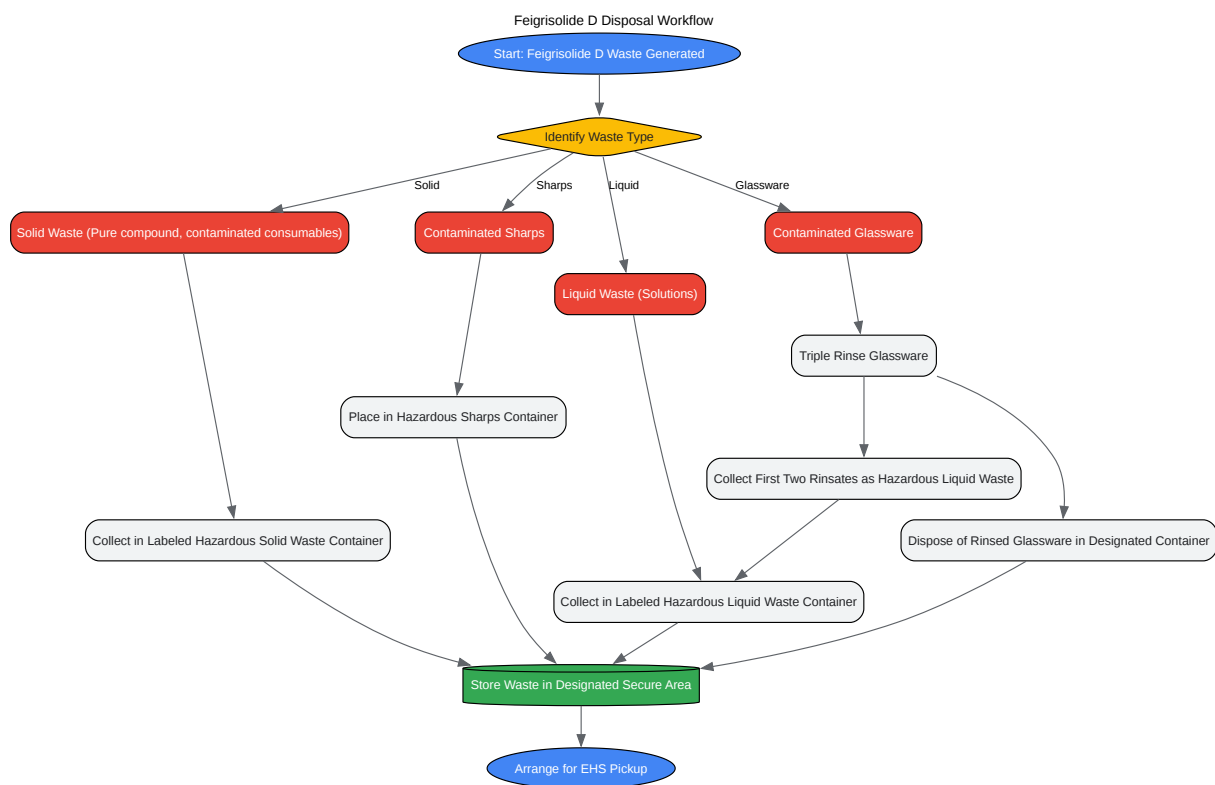 Feigrisolide D Disposal Workflow
Start: Feigrisolide D Waste Generated
Identify Waste Type
Solid
Sharps
Liquid
Glassware
Solid Waste (Pure compound, contaminated consumables)
Contaminated Sharps
Contaminated Glassware
Liquid Waste (Solutions)
Triple Rinse Glassware
Place in Hazardous Sharps Container
Collect First Two Rinsates as Hazardous Liquid Waste
Collect in Labeled Hazardous Solid Waste Container
Dispose of Rinsed Glassware in Designated Container
Collect in Labeled Hazardous Liquid Waste Container
Store Waste in Designated Secure Area
Arrange for EHS Pickup